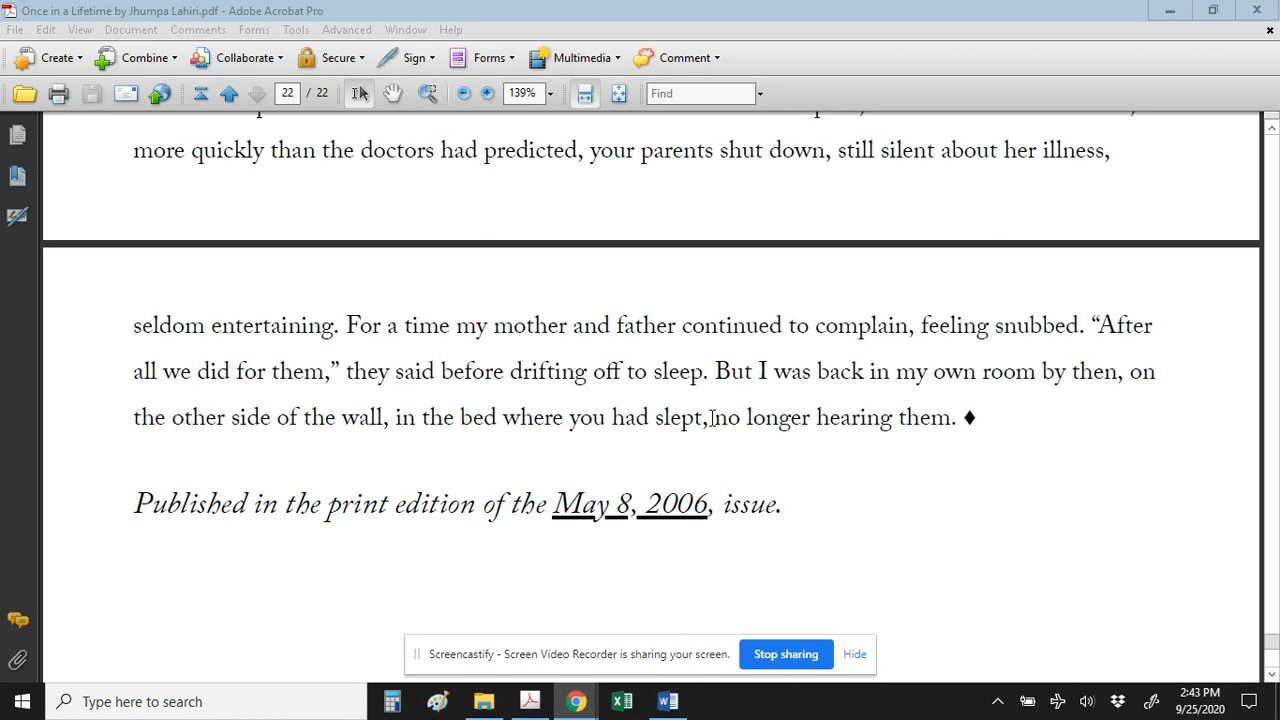 Once in a Lifetime by Jhumpa Lahiri.pdf - Adobe Acrobat Pro
File Edit View Document Comments Forms Tools Advanced Window Help
Create Combine Collaborate Secure Sign Forms Multimedia Comment
22 / 22 139% Find
more quickly than the doctors had predicted, your parents shut down, still silent about her illness,
seldom entertaining. For a time my mother and father continued to complain, feeling snubbed. “After
all we did for them,” they said before drifting off to sleep. But I was back in my own room by then, on
the other side of the wall, in the bed where you had slept, no longer hearing them. ♦
Published in the print edition of the May 8, 2006, issue.
Screencastify - Screen Video Recorder is sharing your screen. Stop sharing Hide
Type here to search
2:43 PM
9/25/2020